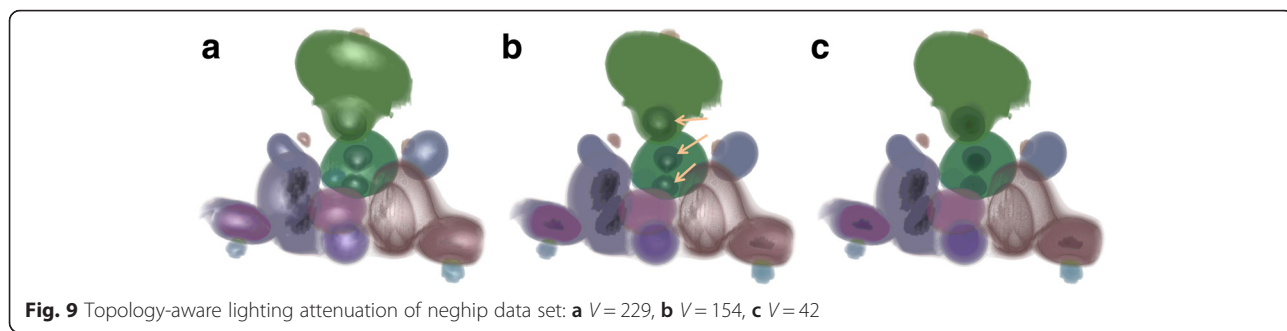 a b c
Fig. 9 Topology-aware lighting attenuation of neghip data set: a V = 229, b V = 154, c V = 42